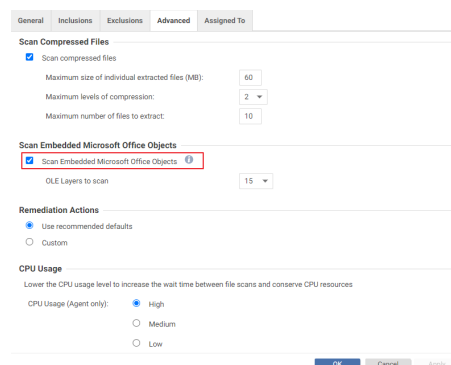 General Inclusions Exclusions Advanced Assigned To
Scan Compressed Files
Scan compressed files
Maximum size of individual extracted files (MB): 60
Maximum levels of compression: 2
Maximum number of files to extract: 10
Scan Embedded Microsoft Office Objects
Scan Embedded Microsoft Office Objects i
OLE Layers to scan 15
Remediation Actions
Use recommended defaults
Custom
CPU Usage
Lower the CPU usage level to increase the wait time between file scans and conserve CPU resources
CPU Usage (Agent only): High
Medium
Low
OK Cancel Apply